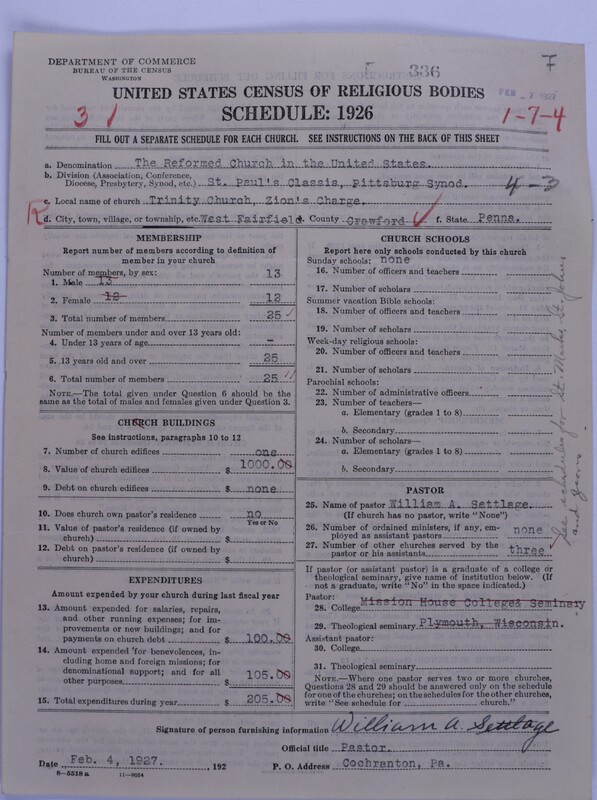 DEPARTMENT OF COMMERCE
BUREAU OF THE CENSUS
WASHINGTON
336
7
FEB - 7 1927
UNITED STATES CENSUS OF RELIGIOUS BODIES
SCHEDULE: 1926
31
1-7-4
FILL OUT A SEPARATE SCHEDULE FOR EACH CHURCH. SEE INSTRUCTIONS ON THE BACK OF THIS SHEET
a. Denomination The Reformed Church in the United States.
b. Division (Association, Conference,
Diocese, Presbytery, Synod, etc.) St. Paul's Classis, Pittsburg Synod. 4-3
c. Local name of church Trinity Church, Zion's Charge.
R d. City, town, village, or township, etc. West Fairfield e. County Crawford f. State Penna.
MEMBERSHIP
Report number of members according to definition of
member in your church
Number of members, by sex: 13
1. Male 13
2. Female 12 12
3. Total number of members 25
Number of members under and over 13 years old:
4. Under 13 years of age -
5. 13 years old and over 25
6. Total number of members 25
NOTE.—The total given under Question 6 should be
the same as the total of males and females given under Question 3.
CHURCH BUILDINGS
See instructions, paragraphs 10 to 12
7. Number of church edifices one
8. Value of church edifices $ 1000.00
9. Debt on church edifices $ none
10. Does church own pastor's residence? no
Yes or No
11. Value of pastor's residence (if owned by
church) $
12. Debt on pastor's residence (if owned by
church) $
EXPENDITURES
Amount expended by your church during last fiscal year
13. Amount expended for salaries, repairs,
and other running expenses; for im-
provements or new buildings; and for
payments on church debt $ 100.00
14. Amount expended for benevolences, in-
cluding home and foreign missions; for
denominational support; and for all
other purposes $ 105.00
15. Total expenditures during year $ 205.00
CHURCH SCHOOLS
Report here only schools conducted by this church
Sunday schools: none
16. Number of officers and teachers
17. Number of scholars
Summer vacation Bible schools:
18. Number of officers and teachers
19. Number of scholars
Week-day religious schools:
20. Number of officers and teachers
21. Number of scholars
Parochial schools:
22. Number of administrative officers
23. Number of teachers—
a. Elementary (grades 1 to 8)
b. Secondary
24. Number of scholars—
a. Elementary (grades 1 to 8)
b. Secondary
PASTOR
25. Name of pastor William A. Settlage.
(If church has no pastor, write "None")
26. Number of ordained ministers, if any, em-
ployed as assistant pastors none
27. Number of other churches served by the
pastor or his assistants three
If pastor (or assistant pastor) is a graduate of a college or
theological seminary, give name of institution below. (If
not a graduate, write "No" in the space indicated.)
Pastor:
28. College Mission House College& Seminary
29. Theological seminary Plymouth, Wisconsin.
Assistant pastor:
30. College
31. Theological seminary
NOTE.—Where one pastor serves two or more churches,
Questions 28 and 29 should be answered only on the schedule
for one of the churches; on the schedules for the other churches,
write "See schedule for church."
See schedules for St. Marks St. Johns
and Zions
Signature of person furnishing information William A. Settlage
Official title Pastor.
Date Feb. 4, 1927. , 192
P. O. Address Cochranton, Pa.
8—5518 a 11—8054